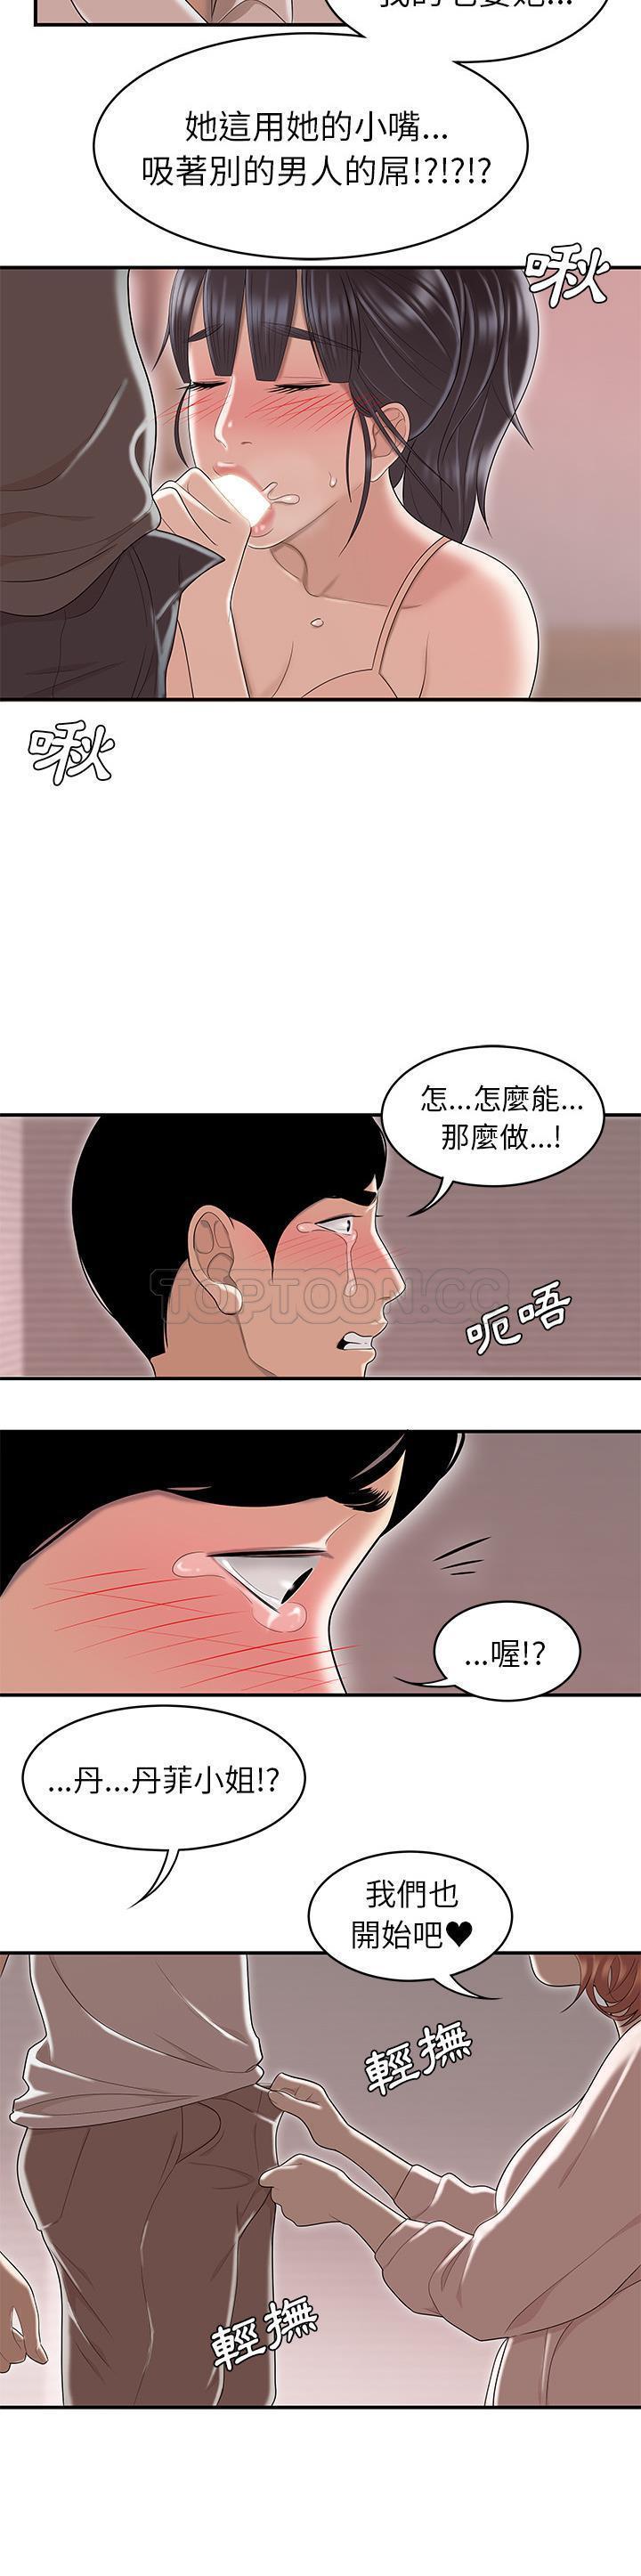 她這用她的小嘴...
吸著別的男人的屌!?!?!?
啾
啾
怎...怎麼能...
那麼做...!
TOPTOON.CC
呃唔
...喔!?
...丹...丹菲小姐!?
我們也
開始吧♥
輕撫
輕撫